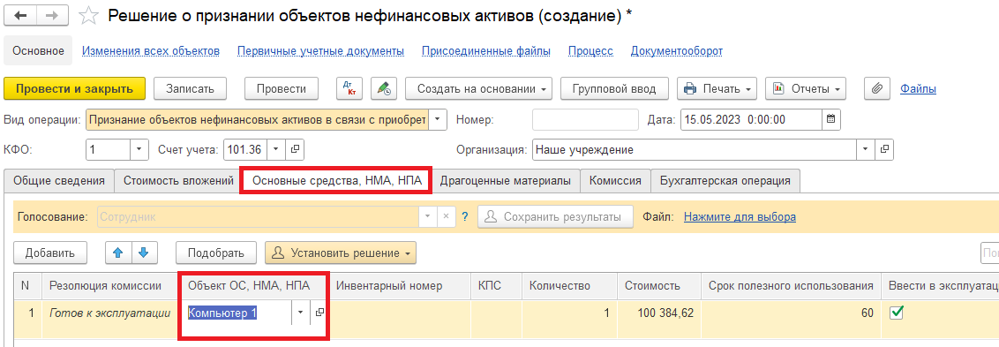 Решение о признании объектов нефинансовых активов (создание) *
Основное Изменения всех объектов Первичные учетные документы Присоединенные файлы Процесс Документооборот
Провести и закрыть Записать Провести Дт Кт Создать на основании Групповой ввод Печать Отчеты Файлы
Вид операции: Признание объектов нефинансовых активов в связи с приобрет Номер: Дата: 15.05.2023 0:00:00
КФО: 1 Счет учета: 101.36 Организация: Наше учреждение
Общие сведения Стоимость вложений Основные средства, НМА, НПА Драгоценные материалы Комиссия Бухгалтерская операция
Голосование: Сотрудник ? Сохранить результаты Файл: Нажмите для выбора
Добавить Подобрать Установить решение По
N Резолюция комиссии Объект ОС, НМА, НПА Инвентарный номер КПС Количество Стоимость Срок полезного использования Ввести в эксплуатац
1 Готов к эксплуатации Компьютер 1 1 100 384,62 60